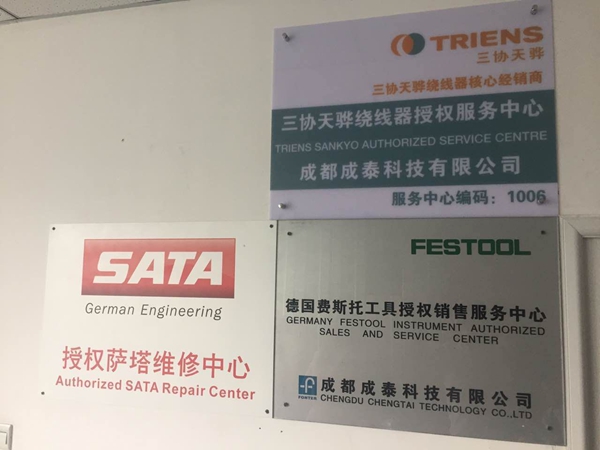 TRIENS
三协天骅
三协天骅绕线器核心经销商
三协天骅绕线器授权服务中心
TRIENS SANKYO AUTHORIZED SERVICE CENTRE
成都成泰科技有限公司
服务中心编码：1006
SATA
German Engineering
授权萨塔维修中心
Authorized SATA Repair Center
FESTOOL
德国费斯托工具授权销售服务中心
GERMANY FESTOOL INSTRUMENT AUTHORIZED
SALES AND SERVICE CENTER
成都成泰科技有限公司
CHENGDU CHENGTAI TECHNOLOGY CO.,LTD